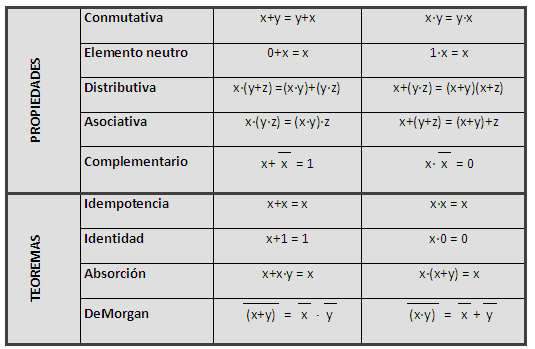 PROPIEDADES
Conmutativa x+y = y+x x·y = y·x
Elemento neutro 0+x = x 1·x = x
Distributiva x·(y+z) =(x·y)+(y·z) x+(y·z) = (x+y)(x+z)
Asociativa x·(y·z) = (x·y)·z x+(y+z) = (x+y)+z
Complementario x+ x̅ = 1 x· x̅ = 0
TEOREMAS
Idempotencia x+x = x x·x = x
Identidad x+1 = 1 x·0 = 0
Absorción x+x·y = x x·(x+y) = x
DeMorgan (̅x̅+̅y̅)̅ = x̅ · y̅ (̅x̅·̅y̅)̅ = x̅ + y̅